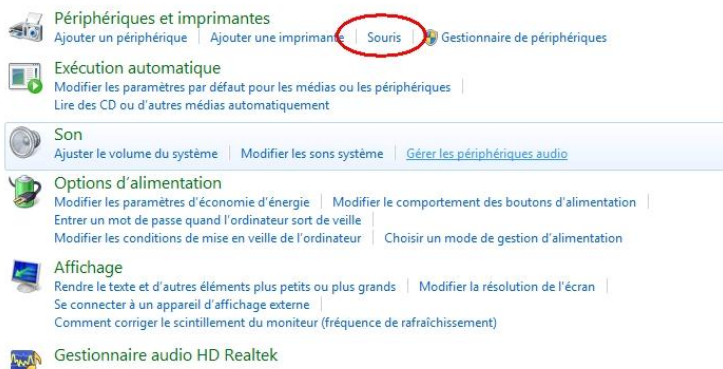 Périphériques et imprimantes
Ajouter un périphérique | Ajouter une imprimante | Souris | Gestionnaire de périphériques
Exécution automatique
Modifier les paramètres par défaut pour les médias ou les périphériques |
Lire des CD ou d'autres médias automatiquement
Son
Ajuster le volume du système | Modifier les sons système | Gérer les périphériques audio
Options d'alimentation
Modifier les paramètres d'économie d'énergie | Modifier le comportement des boutons d'alimentation |
Entrer un mot de passe quand l'ordinateur sort de veille |
Modifier les conditions de mise en veille de l'ordinateur | Choisir un mode de gestion d'alimentation
Affichage
Rendre le texte et d'autres éléments plus petits ou plus grands | Modifier la résolution de l'écran |
Se connecter à un appareil d'affichage externe |
Comment corriger le scintillement du moniteur (fréquence de rafraîchissement)
Gestionnaire audio HD Realtek